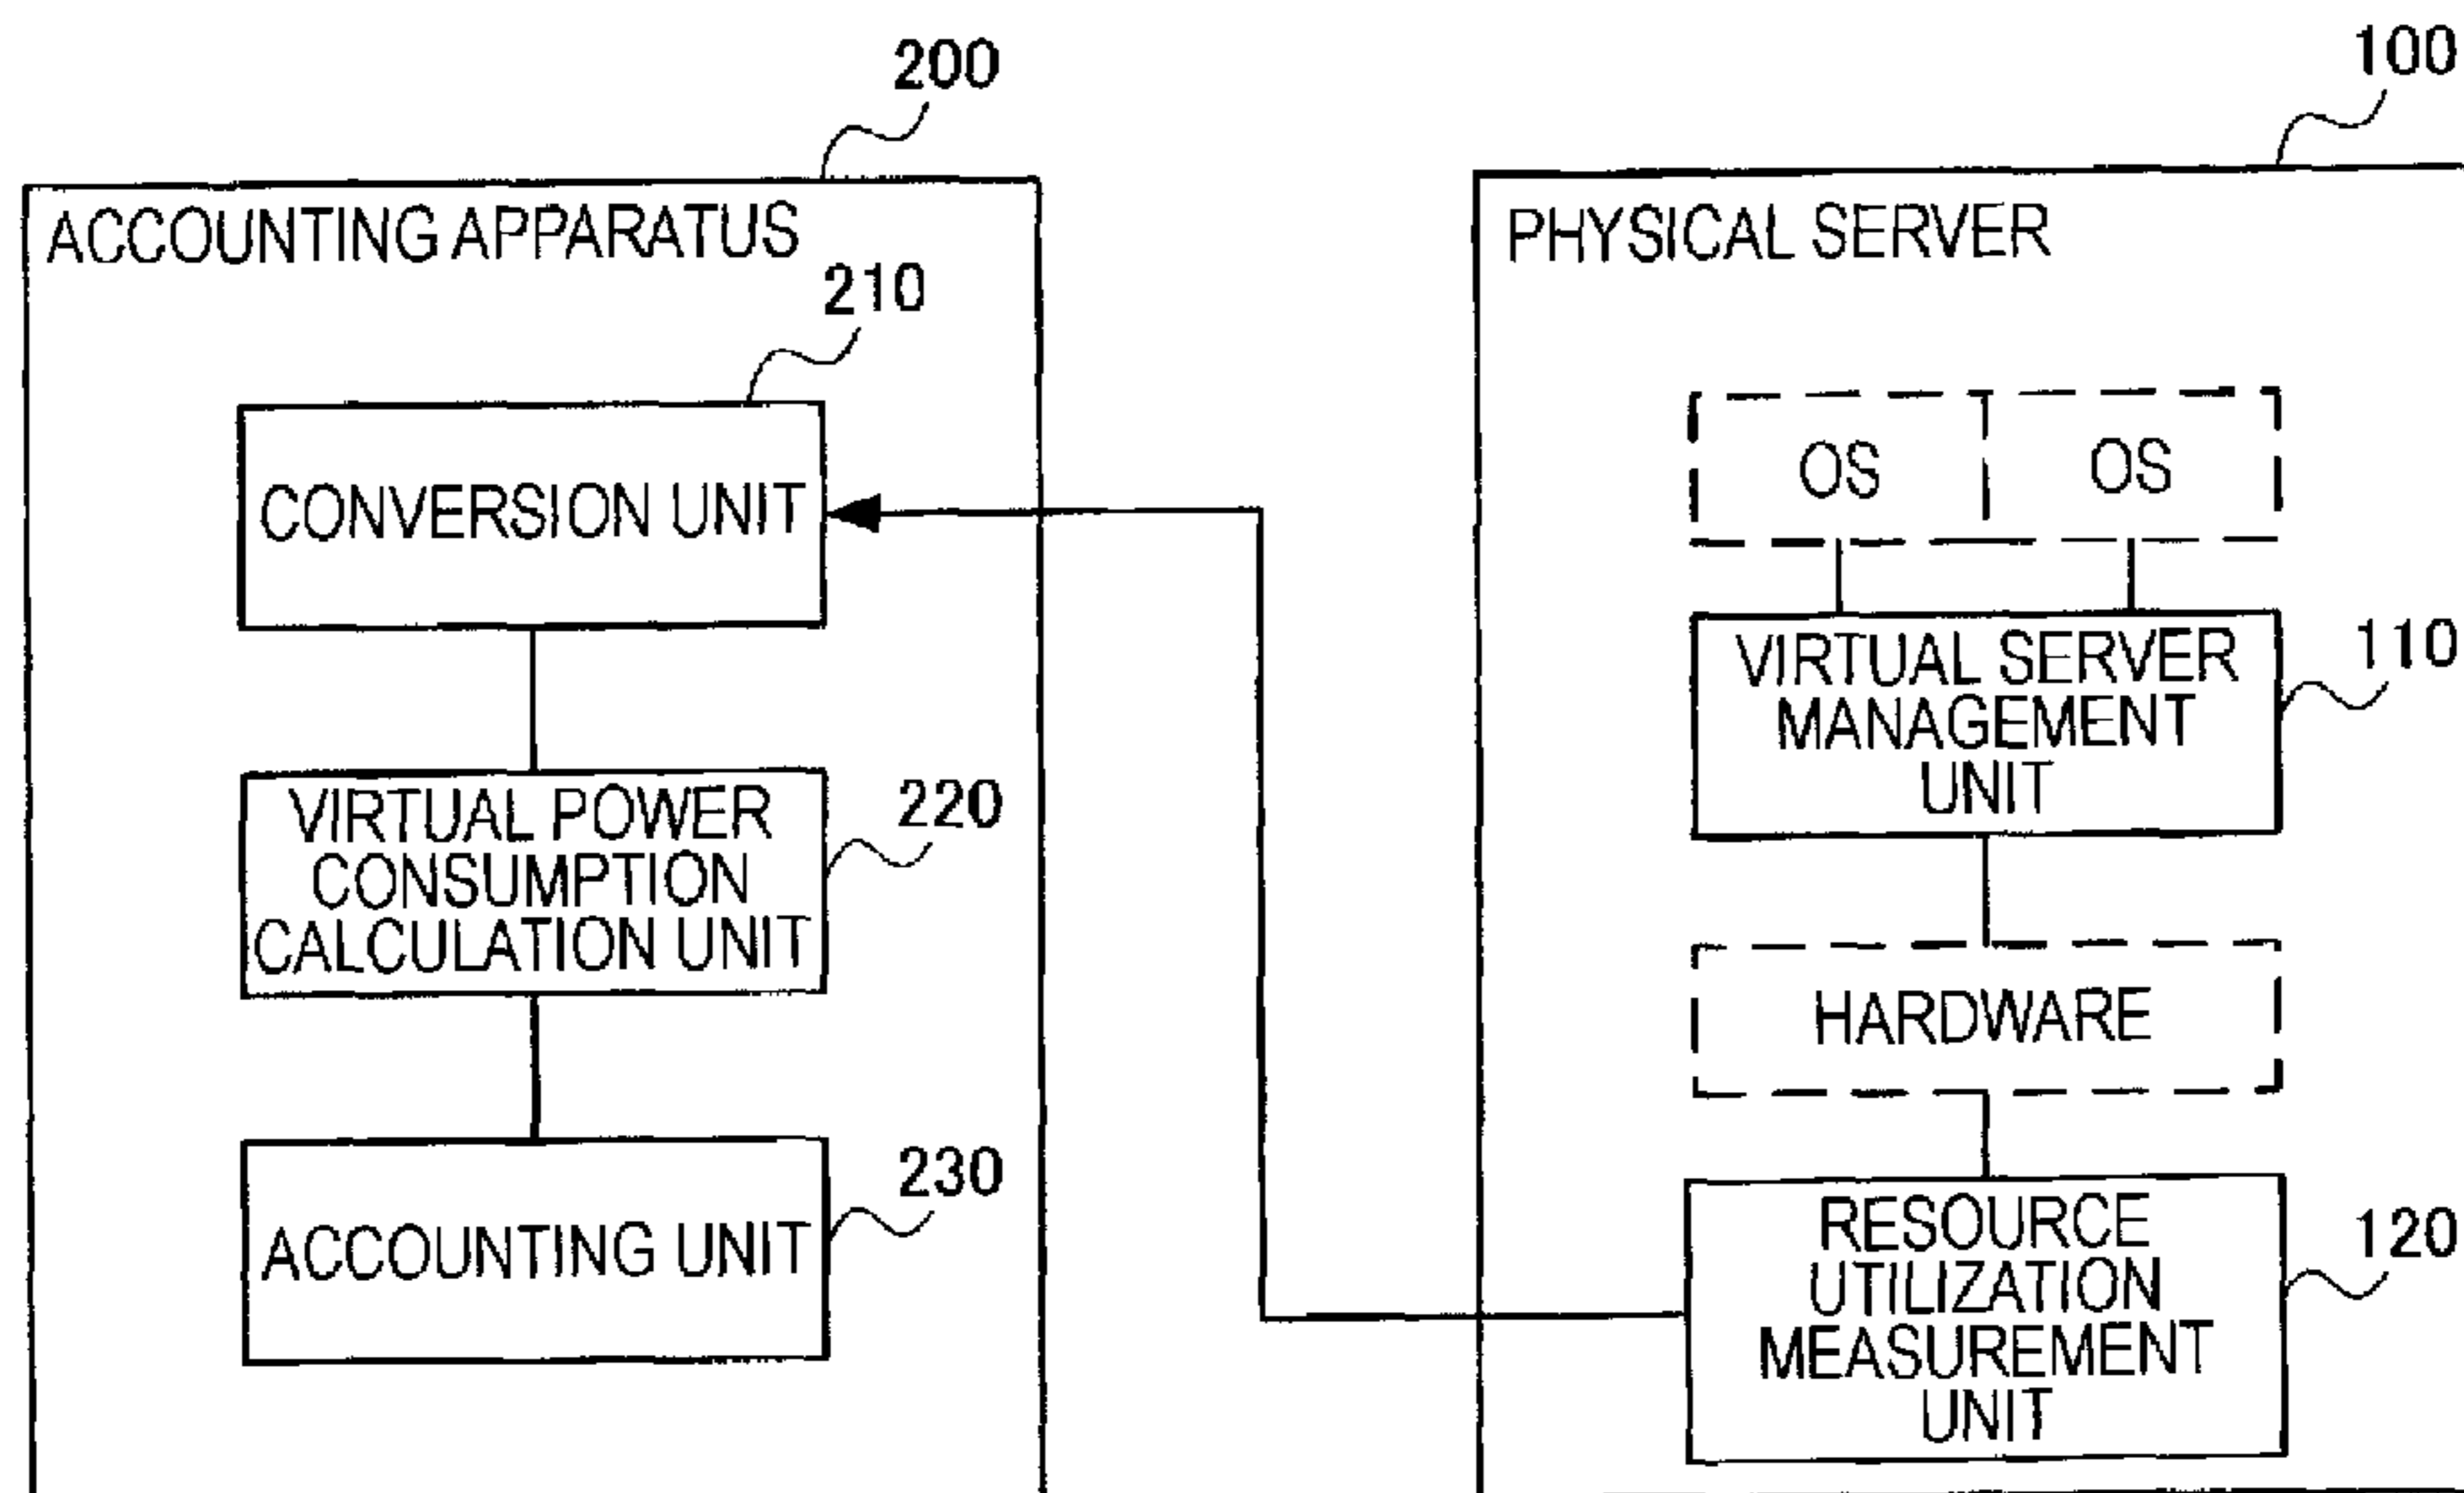 200
ACCOUNTING APPARATUS
210
CONVERSION UNIT
VIRTUAL POWER
CONSUMPTION
CALCULATION UNIT
220
ACCOUNTING UNIT
230
100
PHYSICAL SERVER
OS
OS
VIRTUAL SERVER
MANAGEMENT
UNIT
110
HARDWARE
RESOURCE
UTILIZATION
MEASUREMENT
UNIT
120